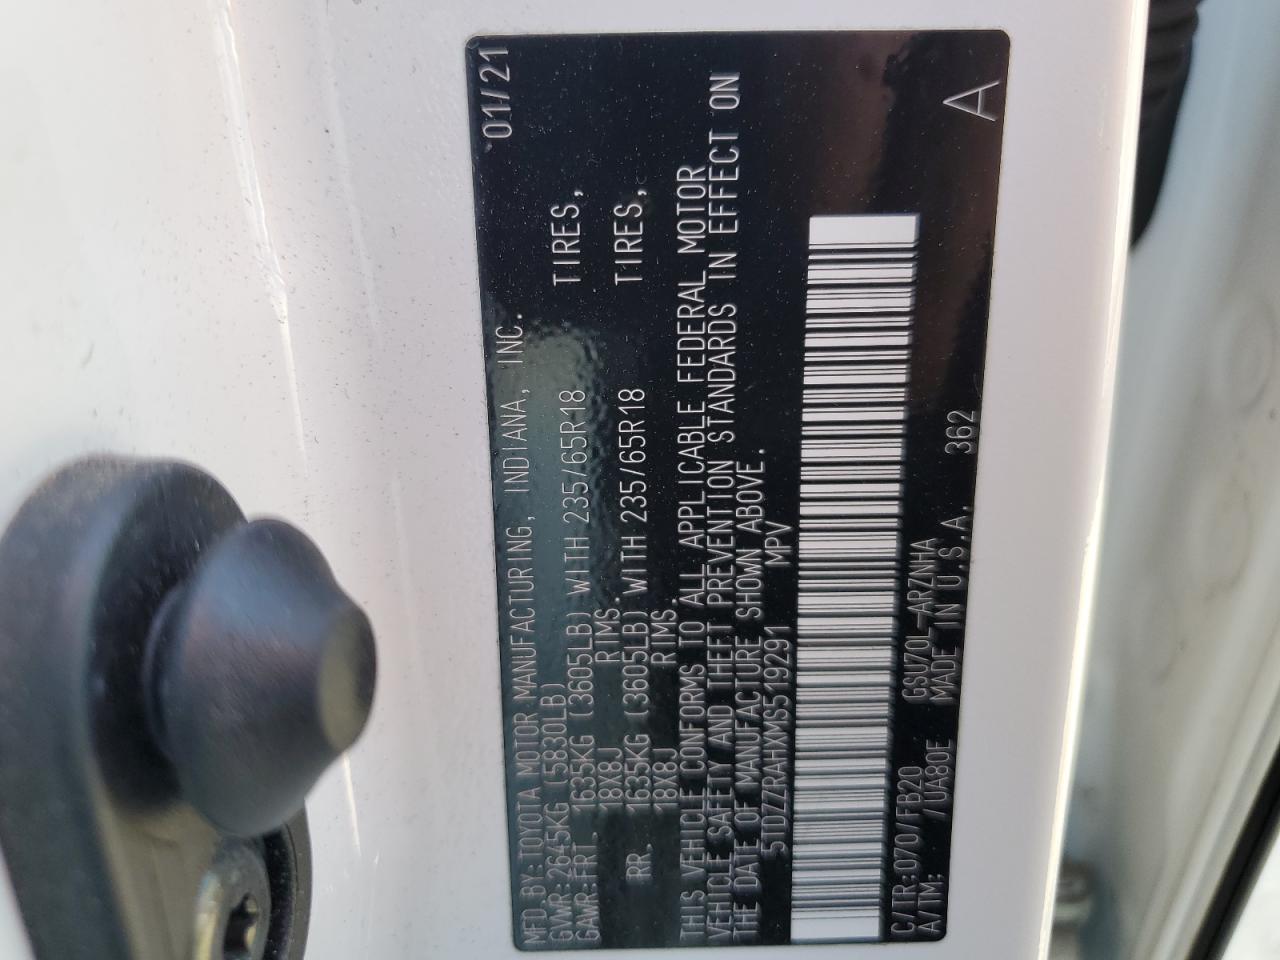 MFD.BY:TOYOTA MOTOR MANUFACTURING, INDIANA, INC. 01/21
GVWR:2645KG (5830LB)
GAWR:FRT. 1635KG (3605LB) WITH 235/65R18 TIRES,
18X8J RIMS.
RR. 1635KG (3605LB) WITH 235/65R18 TIRES,
18X8J RIMS.
THIS VEHICLE CONFORMS TO ALL APPLICABLE FEDERAL MOTOR
VEHICLE SAFETY AND THEFT PREVENTION STANDARDS IN EFFECT ON
THE DATE OF MANUFACTURE SHOWN ABOVE.
5TDZZRAHXMS519291 MPV
C/TR:070/FB20 GSU70L-ARZNHA
A/TM: /UA80E MADE IN U.S.A. 362
A